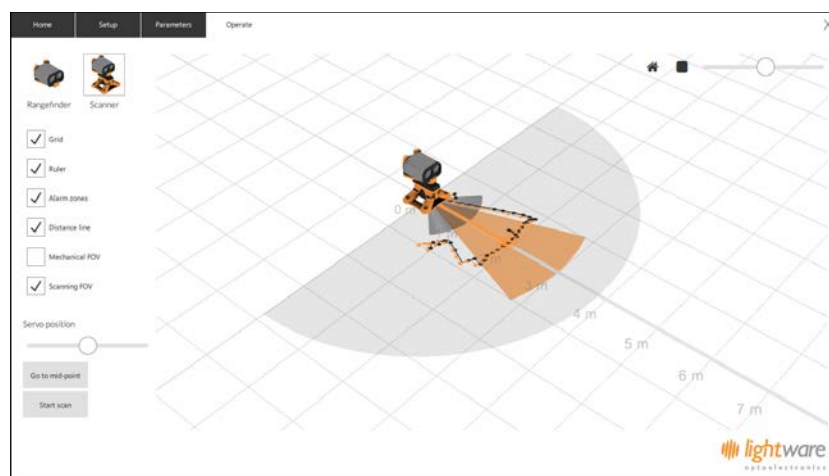 Home Setup Parameters Operate
Rangefinder Scanner
Grid
Ruler
Alarm zones
Distance line
Mechanical FOV
Scanning FOV
Servo position
Go to mid-point
Start scan
0 m
3 m
4 m
5 m
6 m
7 m
lightware
optoelectronics